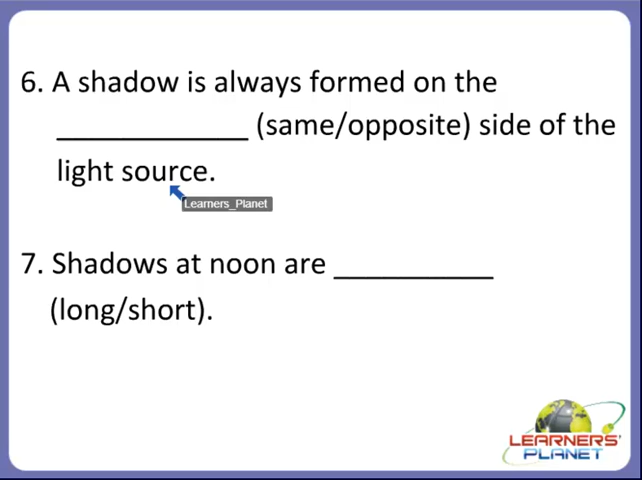 6. A shadow is always formed on the
____________ (same/opposite) side of the
light source.
Learners_Planet
7. Shadows at noon are __________
(long/short).
LEARNERS'
PLANET